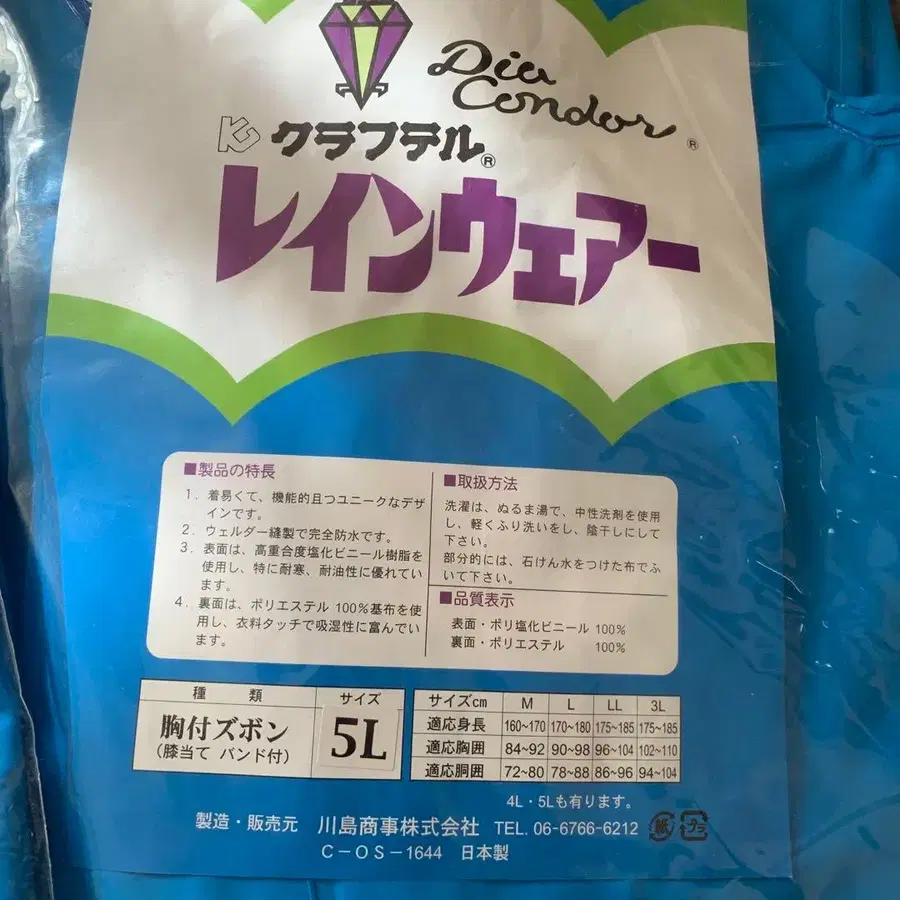 Dia
Condor
®
KG クラフテル®
レインウェアー
■製品の特長
1. 着易くて、機能的且つユニークなデザ
インです。
2. ウェルダー縫製で完全防水です。
3. 表面は、高重合度塩化ビニール樹脂を
使用し、特に耐寒、耐油性に優れてい
ます。
4. 裏面は、ポリエステル 100%基布を使
用し、衣料タッチで吸湿性に富んでい
ます。
■取扱方法
洗濯は、ぬるま湯で、中性洗剤を使用
し、軽くふり洗いをし、陰干しにして
下さい。
部分的には、石けん水をつけた布でふ
いて下さい。
■品質表示
表面・ポリ塩化ビニール 100%
裏面・ポリエステル 100%
種 類 サイズ
胸付ズボン
(膝当て バンド付)
5L
サイズcm M L LL 3L
適応身長 160~170 170~180 175~185 175~185
適応胸囲 84~92 90~98 96~104 102~110
適応胴囲 72~80 78~88 86~96 94~104
4L・5Lも有ります。
製造・販売元 川島商事株式会社 TEL. 06-6766-6212
紙 プラ
C-OS-1644 日本製